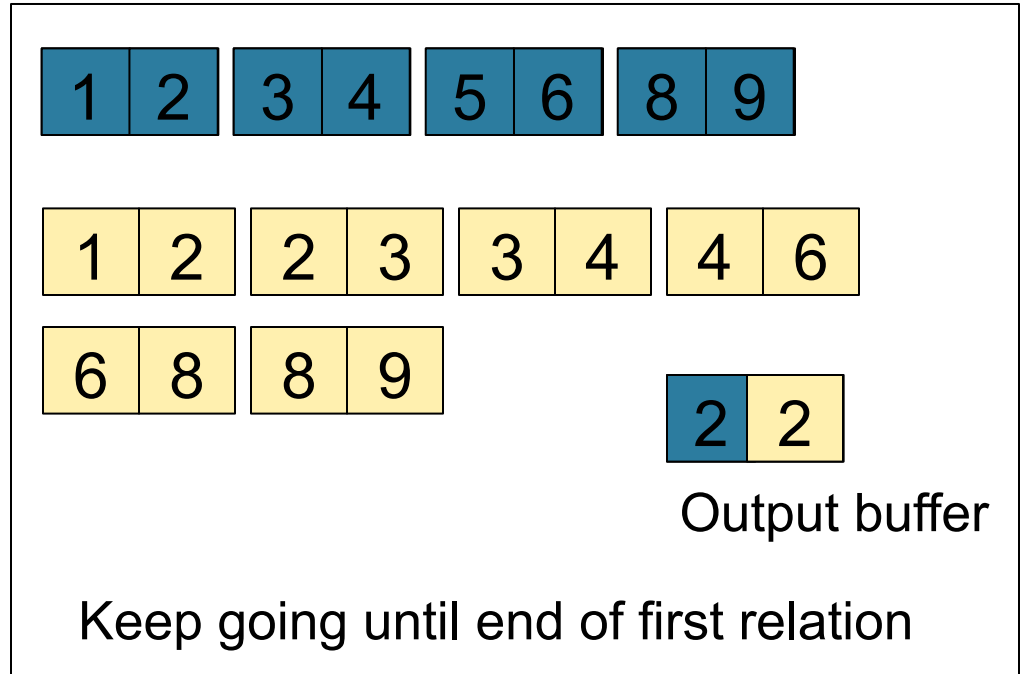 1 2 3 4 5 6 8 9
1 2 2 3 3 4 4 6
6 8 8 9
2 2
Output buffer
Keep going until end of first relation